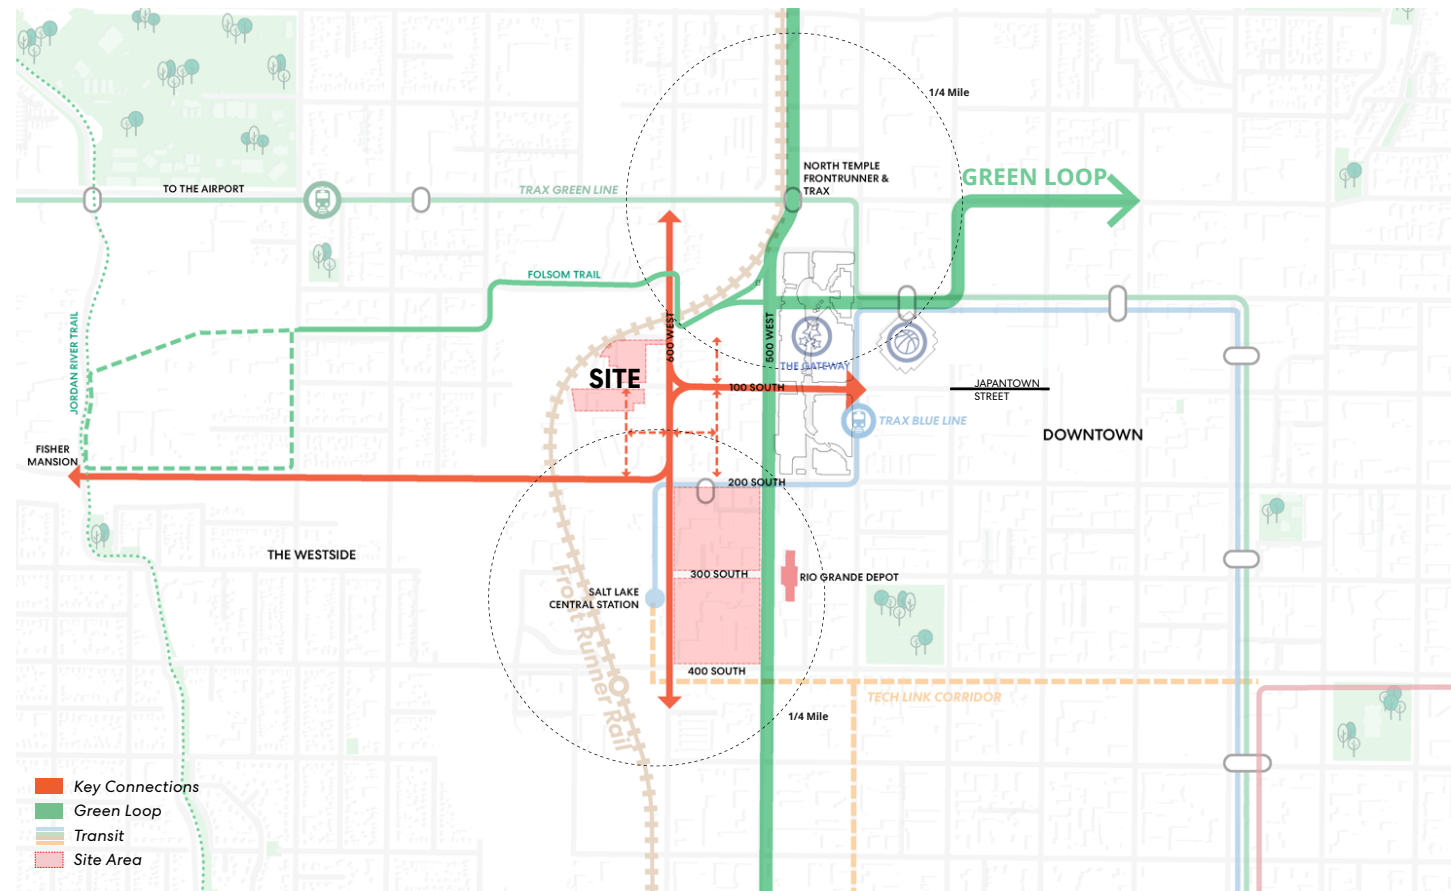 1/4 Mile
NORTH TEMPLE
FRONTRUNNER &
TRAX
GREEN LOOP
TO THE AIRPORT
TRAX GREEN LINE
FOLSOM TRAIL
JORDAN RIVER TRAIL
600 WEST
500 WEST
THE GATEWAY
SITE
100 SOUTH
JAPANTOWN
STREET
TRAX BLUE LINE
DOWNTOWN
FISHER
MANSION
200 SOUTH
THE WESTSIDE
300 SOUTH
RIO GRANDE DEPOT
SALT LAKE
CENTRAL STATION
Front Runner Rail
400 SOUTH
TECH LINK CORRIDOR
1/4 Mile
Key Connections
Green Loop
Transit
Site Area